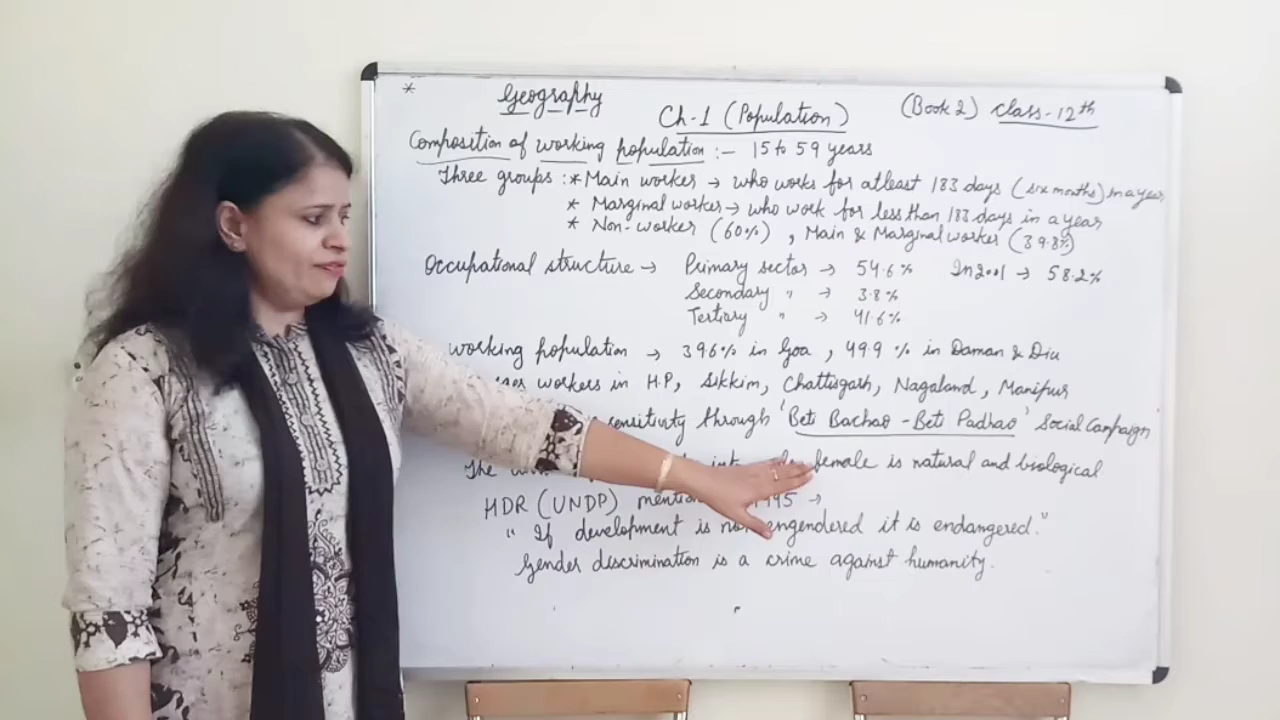 * Geography (Book 2) Class-12th
Ch-1 (Population)
Composition of working population :- 15 to 59 years
Three groups : * Main worker → who works for atleast 183 days (six months) in a year
* Marginal worker → who work for less than 183 days in a year
* Non-worker (60%) , Main & Marginal worker (39.8%)
Occupational structure → Primary sector → 54.6% In 2001 → 58.2%
Secondary " → 3.8%
Tertiary " → 41.6%
working population → 39.6% in Goa , 49.9 % in Daman & Diu
workers in H.P, Sikkim, Chattisgarh, Nagaland , Manipur
sensitivity through 'Beti Bachao - Beti Padhao' Social Campaign
The female is natural and biological
HDR (UNDP) →
" If development is engendered it is endangered."
Gender discrimination is a crime against humanity.